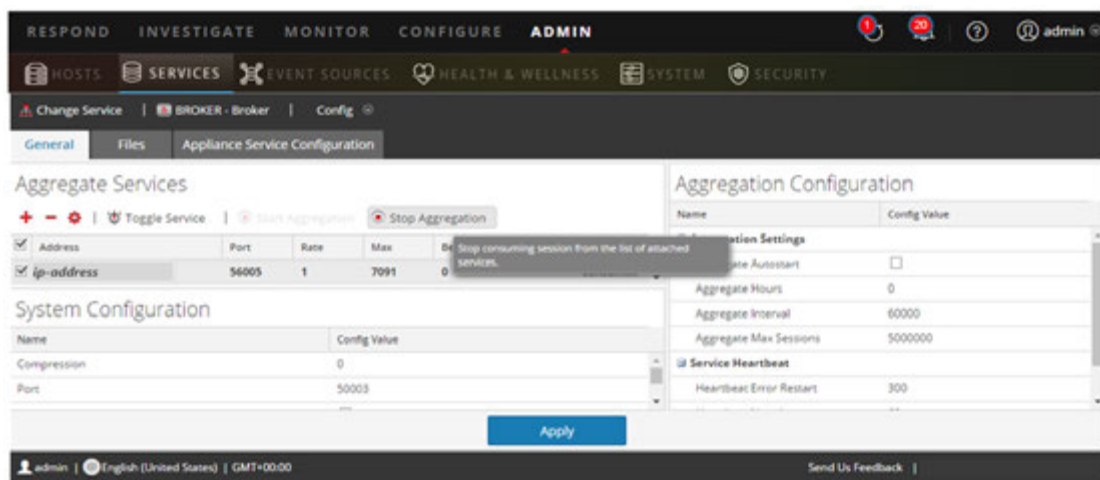 RESPOND INVESTIGATE MONITOR CONFIGURE ADMIN 1 20 ? admin
HOSTS SERVICES EVENT SOURCES HEALTH & WELLNESS SYSTEM SECURITY
Change Service | BROKER - Broker | Config
General Files Appliance Service Configuration
Aggregate Services
+ - | Toggle Service | Start Aggregation Stop Aggregation
Address Port Rate Max
Stop consuming session from the list of attached services.
ip-address 56005 1 7091 0
System Configuration
Name Config Value
Compression 0
Port 50003
Aggregation Configuration
Name Config Value
Settings
Autostart
Aggregate Hours 0
Aggregate Interval 60000
Aggregate Max Sessions 5000000
Service Heartbeat
Heartbeat Error Restart 300
Apply
admin | English (United States) | GMT+00:00 Send Us Feedback |